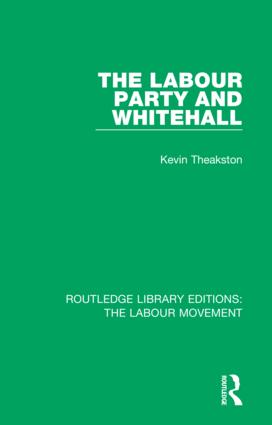 THE LABOUR
PARTY AND
WHITEHALL
Kevin Theakston
ROUTLEDGE LIBRARY EDITIONS:
THE LABOUR MOVEMENT
ROUTLEDGE